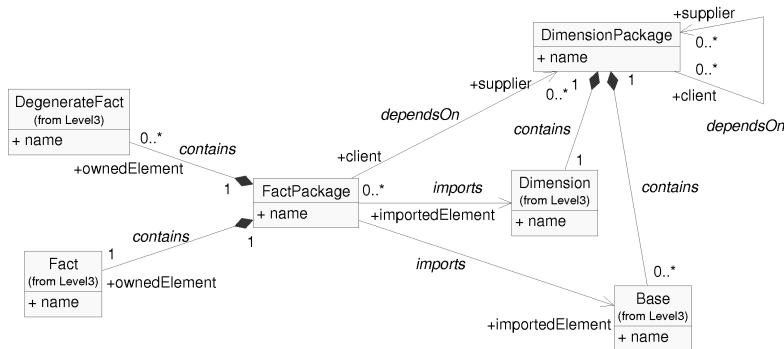 +supplier
DimensionPackage
0..*
+ name
0..*
+supplier
1
1
+client
0..*
DegenerateFact
(from Level3)
dependsOn
dependsOn
+ name
0..*
contains
contains
+client
+ownedElement
1
1
FactPackage
0..*
imports
Dimension
(from Level3)
contains
+ name
+importedElement
+ name
contains
1
1
Fact
(from Level3)
imports
0..*
+ownedElement
+ name
Base
(from Level3)
+importedElement
+ name